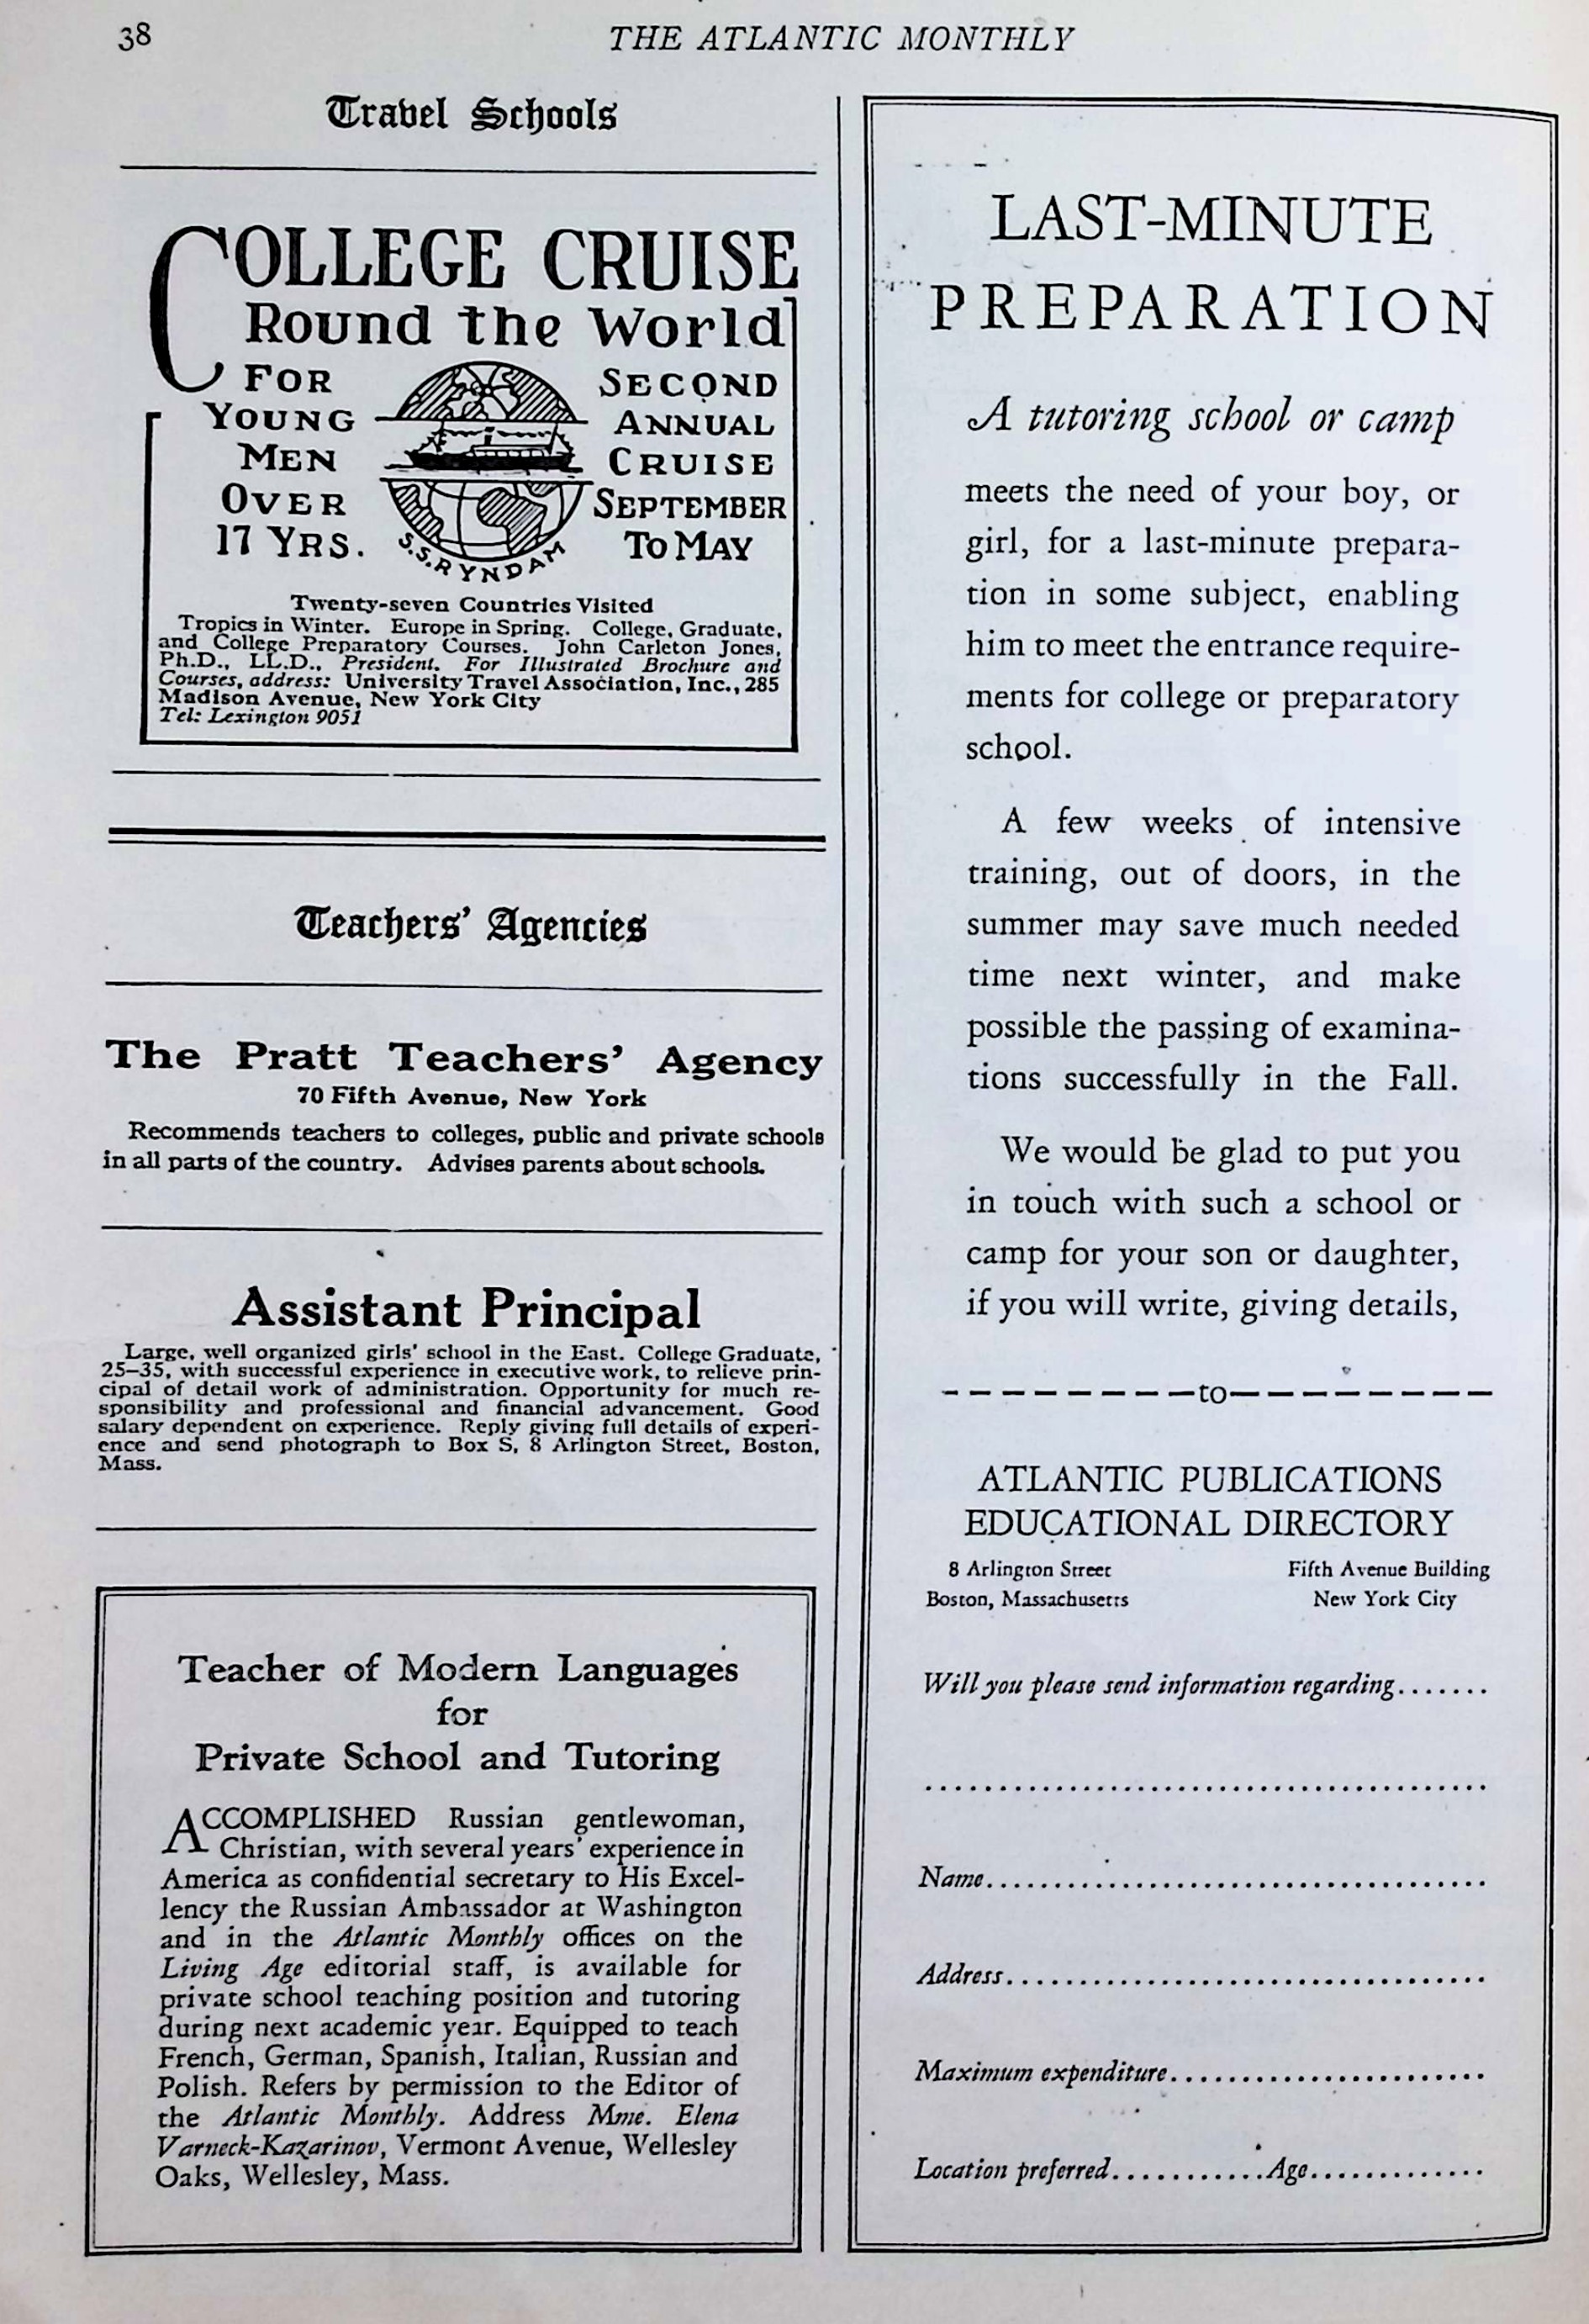 38
THE ATLANTIC MONTHLY
Travel Schools
COLLEGE CRUISE
ROUND the WORLD
FOR
YOUNG
MEN
OVER
17 YRS.
S.S. RYNDAM
SECOND
ANNUAL
CRUISE
SEPTEMBER
TO MAY
Twenty-seven Countries Visited
Tropics in Winter. Europe in Spring. College, Graduate,
and College Preparatory Courses. John Carleton Jones,
Ph.D., LL.D., President. For Illustrated Brochure and
Courses, address: University Travel Association, Inc., 285
Madison Avenue, New York City
Tel: Lexington 9051
Teachers' Agencies
The Pratt Teachers' Agency
70 Fifth Avenue, New York
Recommends teachers to colleges, public and private schools
in all parts of the country. Advises parents about schools.
Assistant Principal
Large, well organized girls' school in the East. College Graduate,
25–35, with successful experience in executive work, to relieve prin-
cipal of detail work of administration. Opportunity for much re-
sponsibility and professional and financial advancement. Good
salary dependent on experience. Reply giving full details of experi-
ence and send photograph to Box S, 8 Arlington Street, Boston,
Mass.
Teacher of Modern Languages
for
Private School and Tutoring
ACCOMPLISHED Russian gentlewoman,
Christian, with several years' experience in
America as confidential secretary to His Excel-
lency the Russian Ambassador at Washington
and in the Atlantic Monthly offices on the
Living Age editorial staff, is available for
private school teaching position and tutoring
during next academic year. Equipped to teach
French, German, Spanish, Italian, Russian and
Polish. Refers by permission to the Editor of
the Atlantic Monthly. Address Mme. Elena
Varneck-Kazarinov, Vermont Avenue, Wellesley
Oaks, Wellesley, Mass.
LAST-MINUTE
PREPARATION
A tutoring school or camp
meets the need of your boy, or
girl, for a last-minute prepara-
tion in some subject, enabling
him to meet the entrance require-
ments for college or preparatory
school.
A few weeks of intensive
training, out of doors, in the
summer may save much needed
time next winter, and make
possible the passing of examina-
tions successfully in the Fall.
We would be glad to put you
in touch with such a school or
camp for your son or daughter,
if you will write, giving details,
— — — — — — — — —to— — — — — — — — —
ATLANTIC PUBLICATIONS
EDUCATIONAL DIRECTORY
8 Arlington Street Fifth Avenue Building
Boston, Massachusetts New York City
Will you please send information regarding.......
......................................
Name..................................
Address................................
Maximum expenditure.....................
Location preferred...........Age............